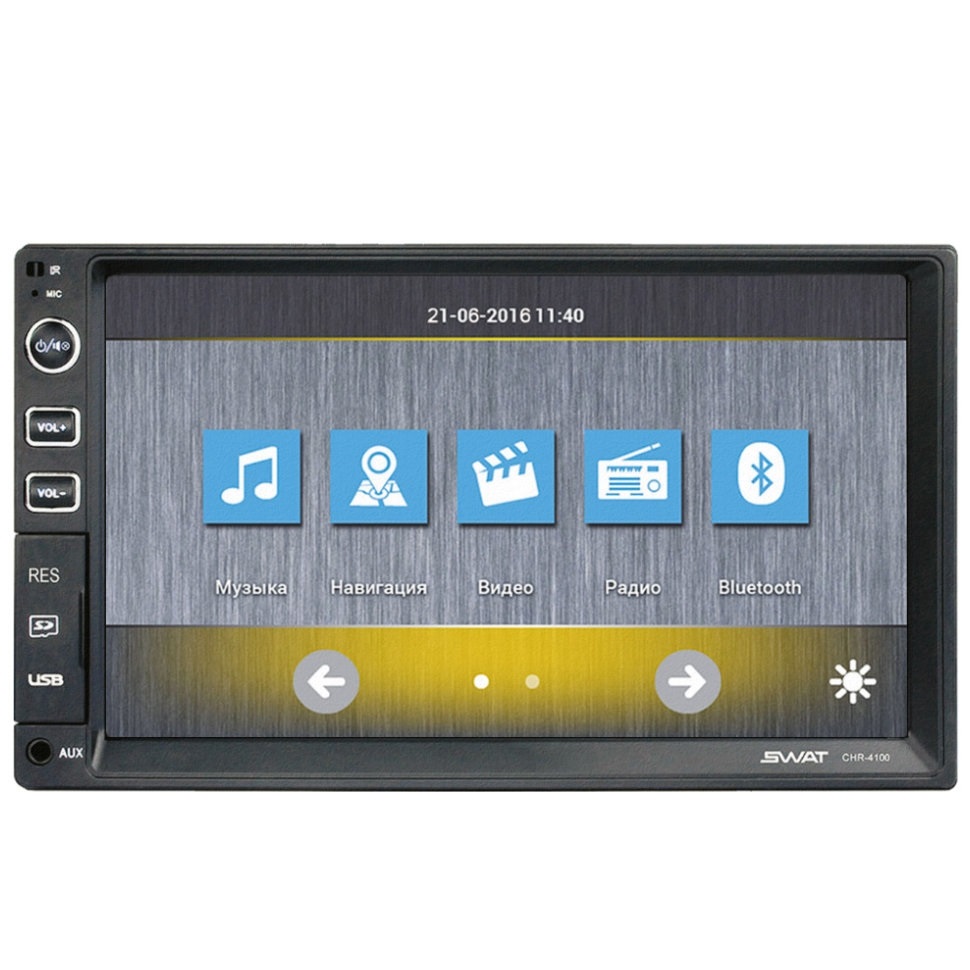 IR
MIC
21-06-2016 11:40
VOL+
VOL-
Музыка
Навигация
Видео
Радио
Bluetooth
RES
USB
AUX
SWAT CHR-4100